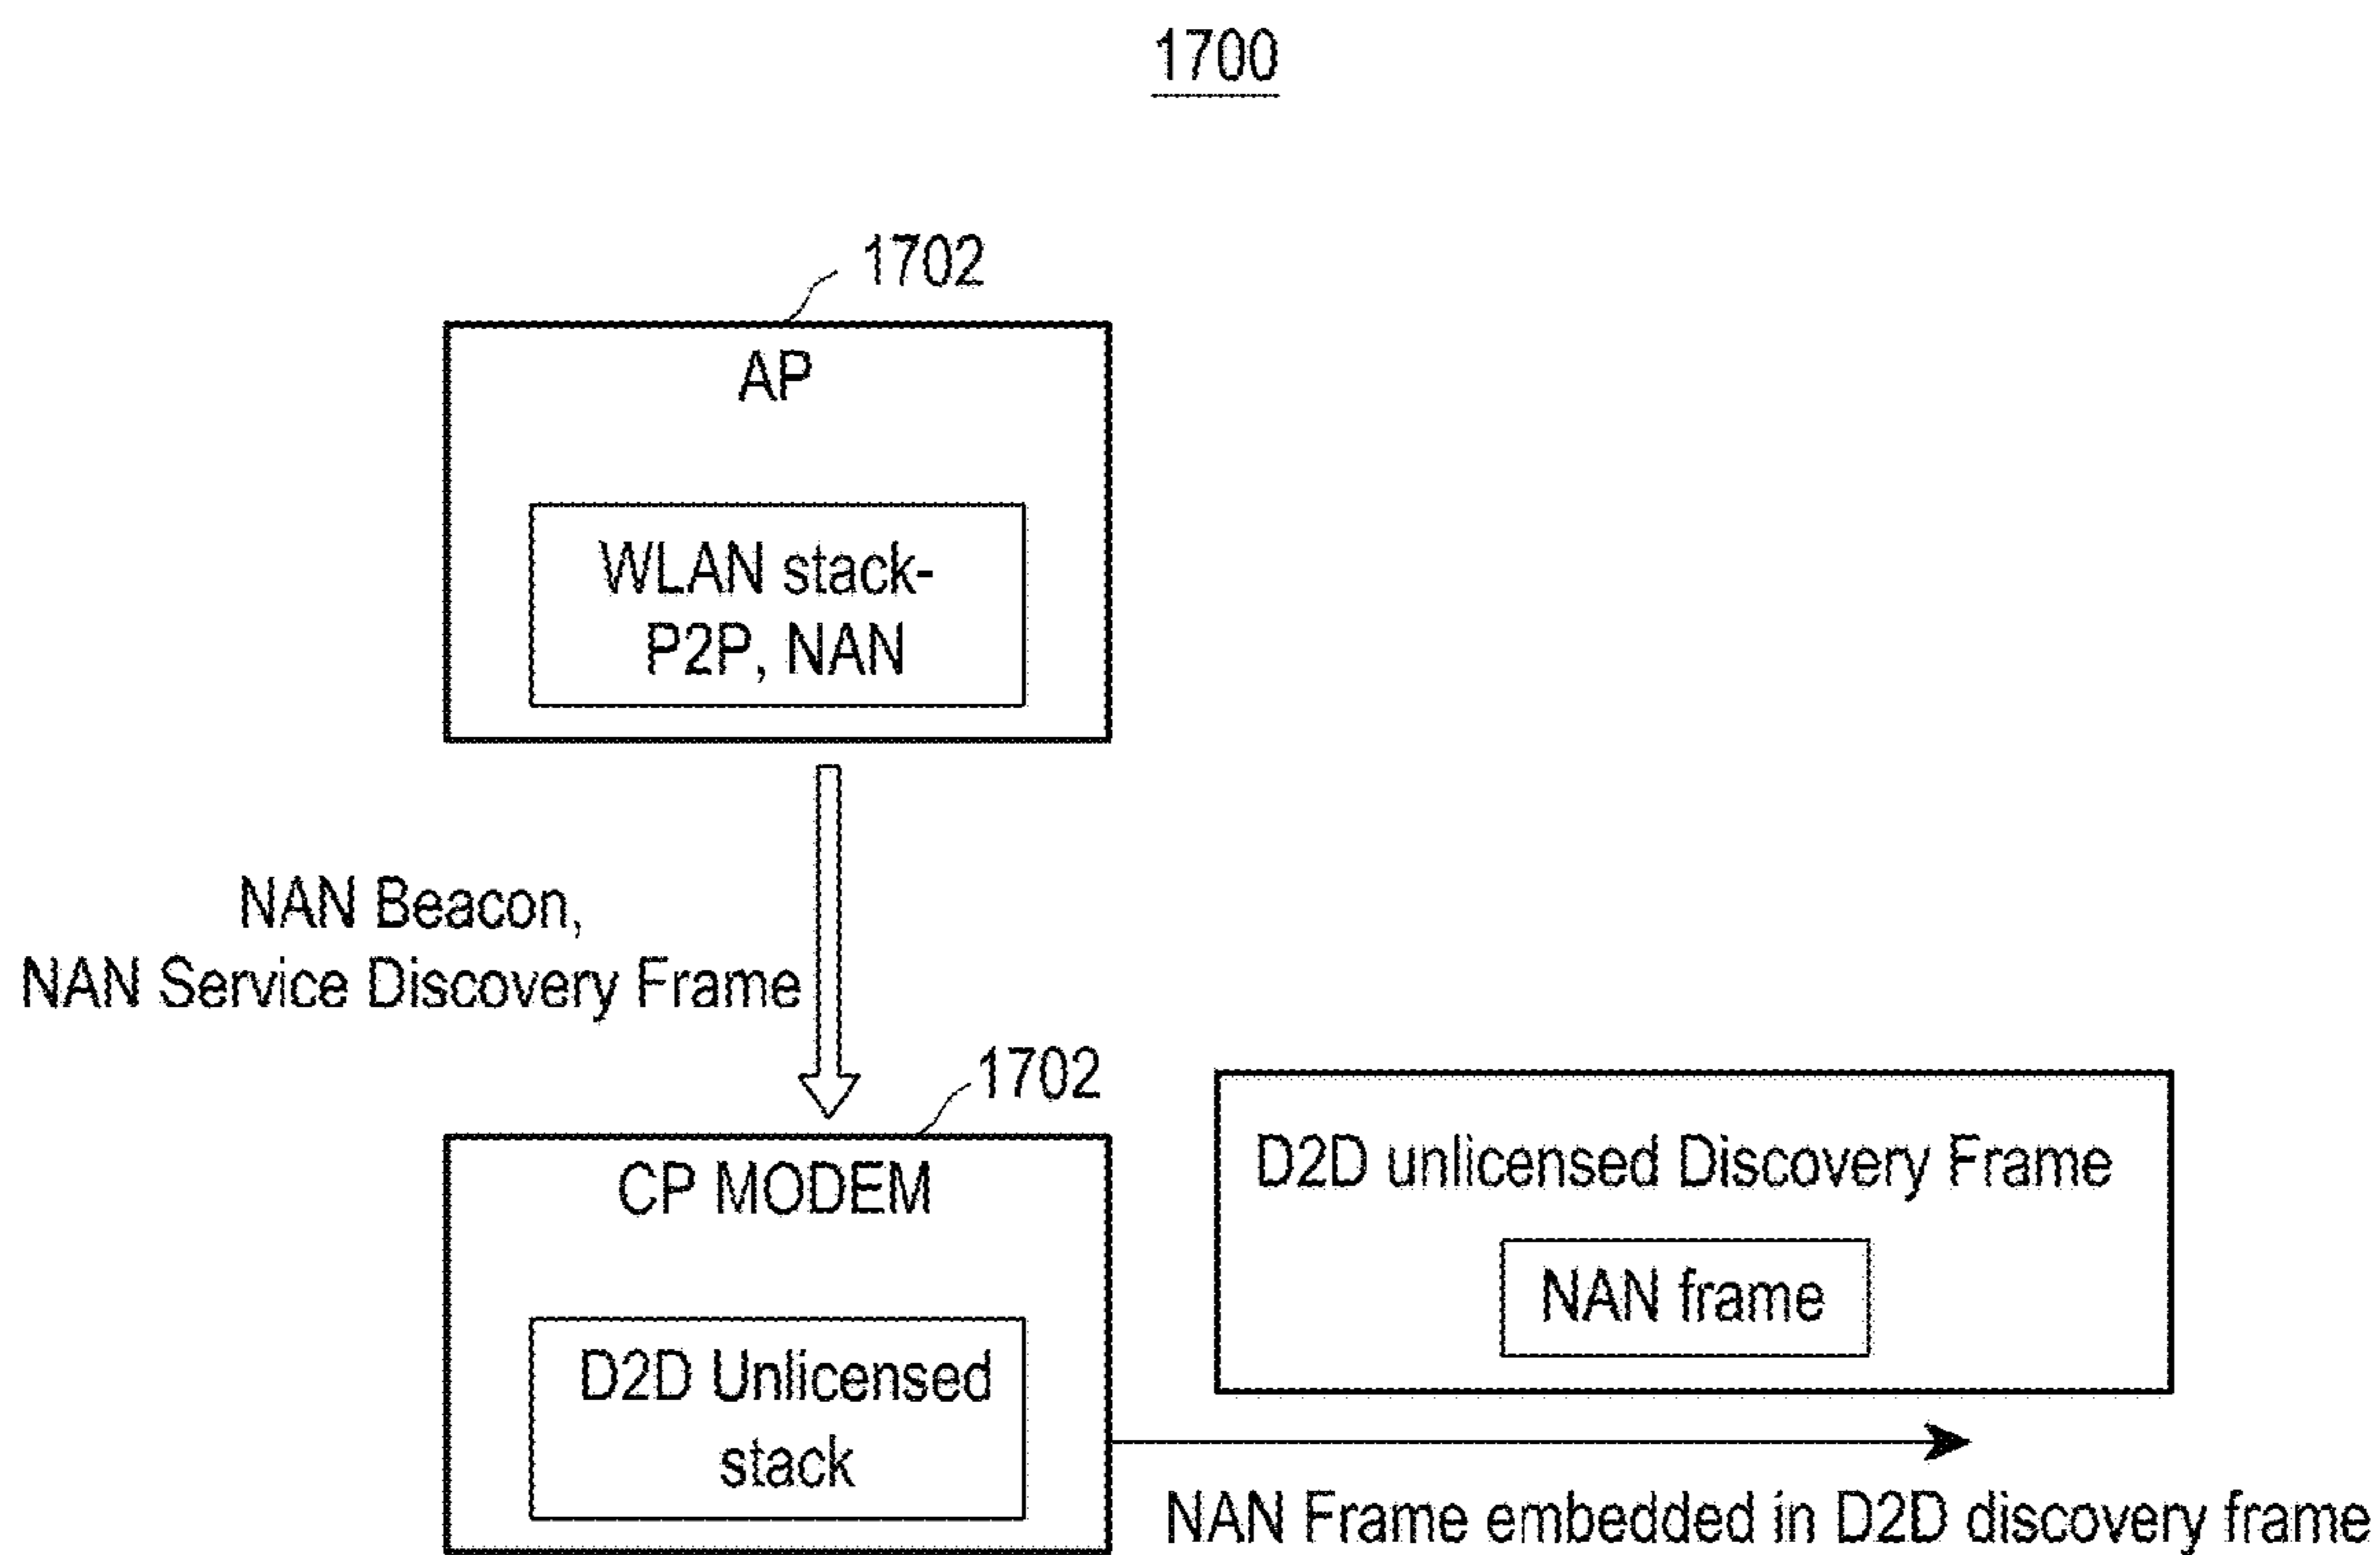 1700
1702
AP
WLAN stack-
P2P, NAN
NAN Beacon,
NAN Service Discovery Frame
1702
CP MODEM
D2D Unlicensed
stack
D2D unlicensed Discovery Frame
NAN frame
NAN Frame embedded in D2D discovery frame